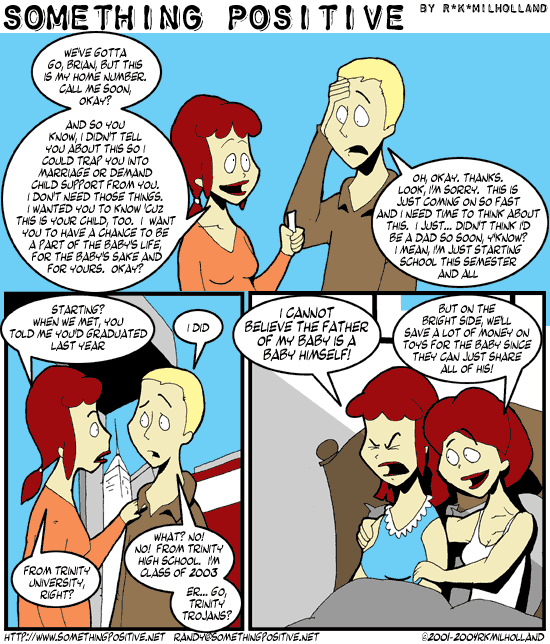 SOMETHING POSITIVE BY R*K*MILHOLLAND
WE'VE GOTTA
GO, BRIAN, BUT THIS
IS MY HOME NUMBER.
CALL ME SOON,
OKAY?
AND SO YOU
KNOW, I DIDN'T TELL
YOU ABOUT THIS SO I
COULD TRAP YOU INTO
MARRIAGE OR DEMAND
CHILD SUPPORT FROM YOU.
I DON'T NEED THOSE THINGS.
I WANTED YOU TO KNOW 'CUZ
THIS IS YOUR CHILD, TOO. I WANT
YOU TO HAVE A CHANCE TO BE
A PART OF THE BABY'S LIFE,
FOR THE BABY'S SAKE AND
FOR YOURS. OKAY?
OH, OKAY. THANKS.
LOOK, I'M SORRY. THIS IS
JUST COMING ON SO FAST
AND I NEED TIME TO THINK ABOUT
THIS. I JUST... DIDN'T THINK I'D
BE A DAD SO SOON, Y'KNOW?
I MEAN, I'M JUST STARTING
SCHOOL THIS SEMESTER
AND ALL
STARTING?
WHEN WE MET, YOU
TOLD ME YOU'D GRADUATED
LAST YEAR
I DID
FROM TRINITY
UNIVERSITY,
RIGHT?
WHAT? NO!
NO! FROM TRINITY
HIGH SCHOOL. I'M
CLASS OF 2003
ER... GO,
TRINITY
TROJANS?
I CANNOT
BELIEVE THE FATHER
OF MY BABY IS A
BABY HIMSELF!
BUT ON THE
BRIGHT SIDE, WE'LL
SAVE A LOT OF MONEY ON
TOYS FOR THE BABY SINCE
THEY CAN JUST SHARE
ALL OF HIS!
HTTP://WWW.SOMETHINGPOSITIVE.NET RANDY@SOMETHINGPOSITIVE.NET ©2001-2009RKMILHOLLAND